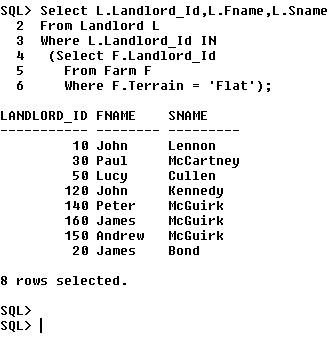 SQL> Select L.Landlord_Id,L.Fname,L.Sname
  2  From Landlord L
  3  Where L.Landlord_Id IN
  4   (Select F.Landlord_Id
  5     From Farm F
  6     Where F.Terrain = 'Flat');
LANDLORD_ID FNAME    SNAME
----------- -------- ----------
         10 John     Lennon
         30 Paul     McCartney
         50 Lucy     Cullen
        120 John     Kennedy
        140 Peter    McGuirk
        160 James    McGuirk
        150 Andrew   McGuirk
         20 James    Bond
8 rows selected.
SQL>
SQL>